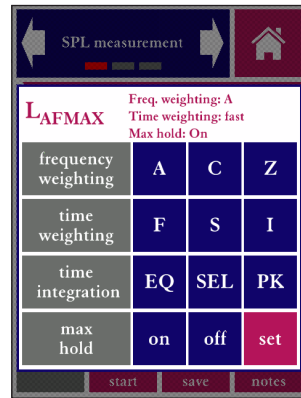 SPL measurement
LAFMAX
Freq. weighting: A
Time weighting: fast
Max hold: On
frequency
weighting
A
C
Z
time
weighting
F
S
I
time
integration
EQ
SEL
PK
max
hold
on
off
set
start
save
notes